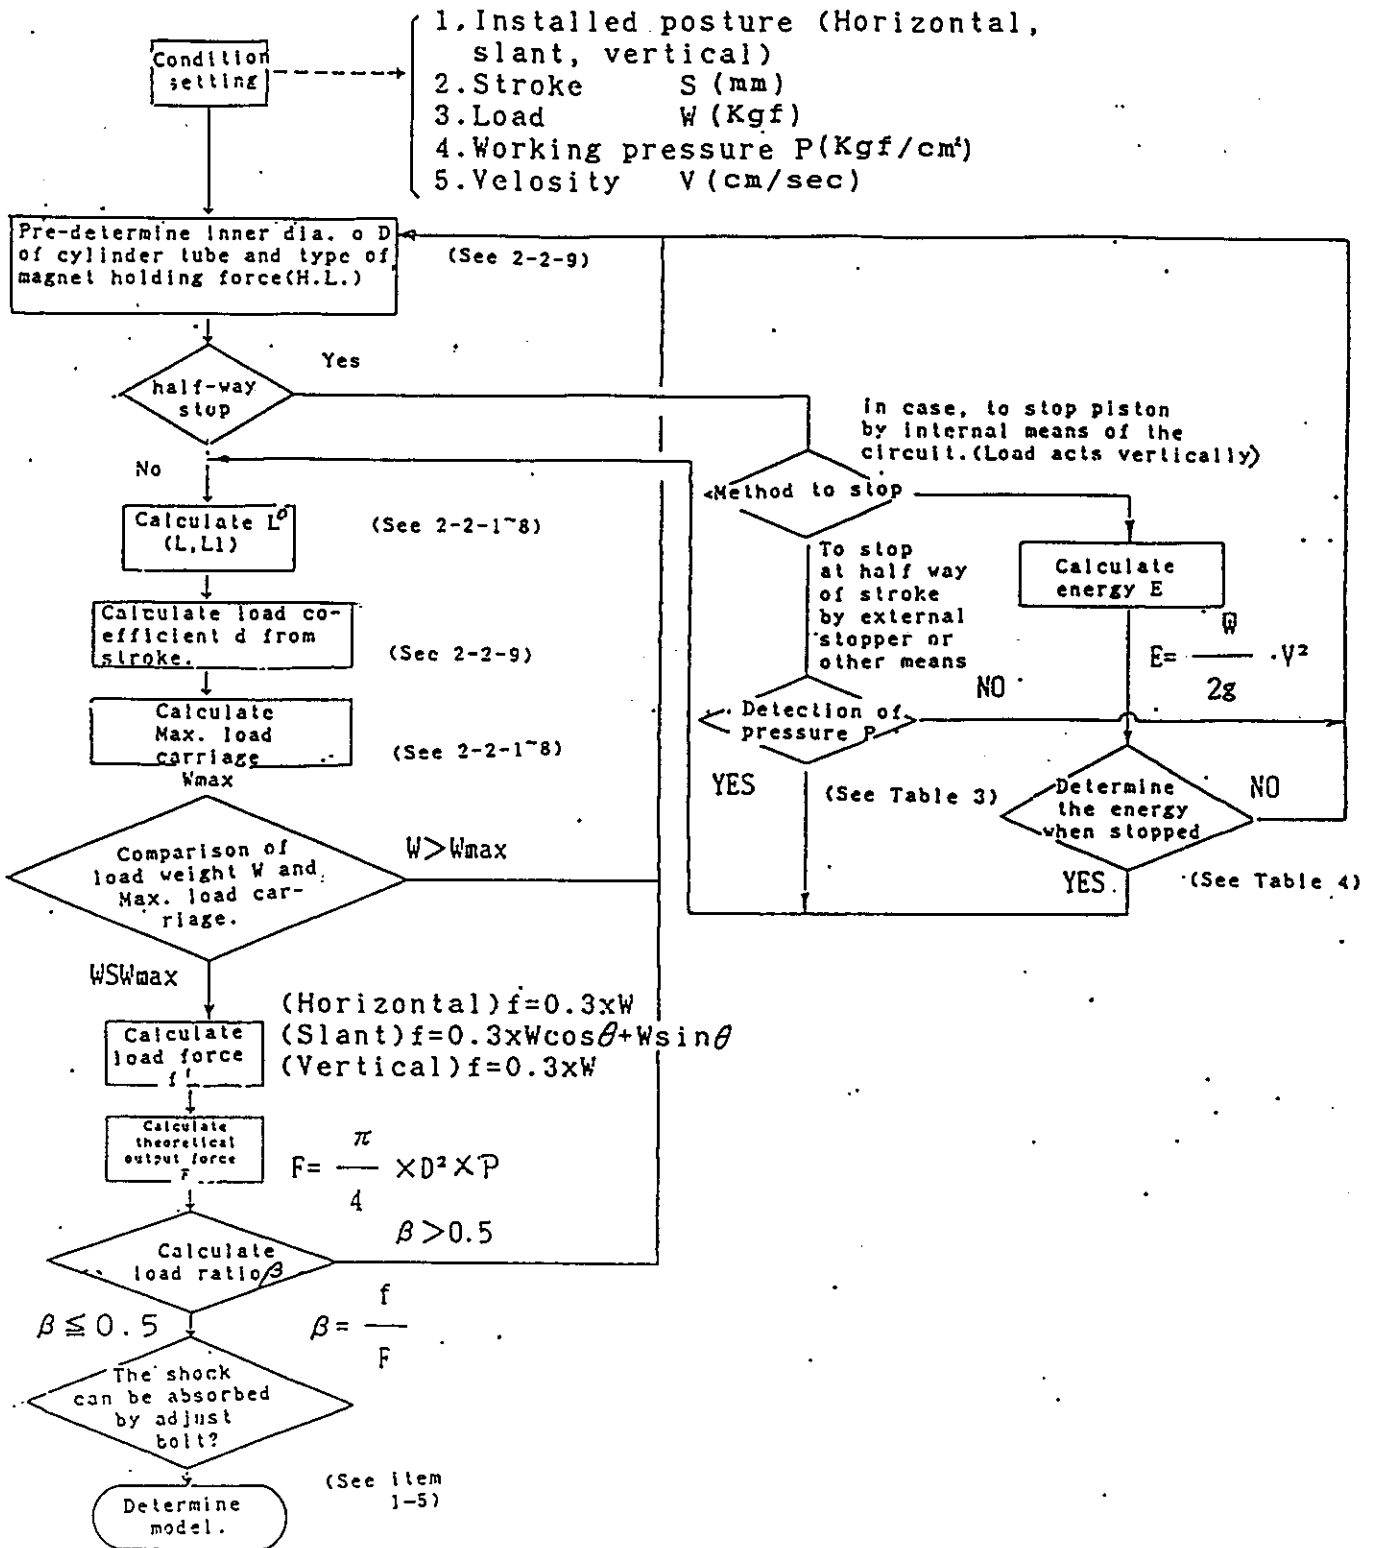 1.Installed posture (Horizontal,
slant, vertical)
Condition
setting
2.Stroke S (mm)
3.Load W (Kgf)
4.Working pressure P(Kgf/cm²)
5.Velosity V (cm/sec)
Pre-determine inner dia. o D
of cylinder tube and type of
magnet holding force(H.L.)
(See 2-2-9)
Yes
half-way
stop
No
In case, to stop piston
by internal means of the
circuit.(Load acts vertically)
Method to stop
Calculate L
(L,L1)
(See 2-2-1~8)
To stop
at half way
of stroke
by external
stopper or
other means
Calculate
energy E
E= W/2g ·V²
Calculate load co-
efficient d from
stroke.
(See 2-2-9)
NO
Detection of
pressure P
Calculate
Max. load
carriage
Wmax
(See 2-2-1~8)
YES
(See Table 3)
Determine
the energy
when stopped
NO
YES
(See Table 4)
Comparison of
load weight W and
Max. load car-
riage.
W>Wmax
WSWmax
Calculate
load force
f
(Horizontal)f=0.3xW
(Slant)f=0.3xWcosθ+Wsinθ
(Vertical)f=0.3xW
Calculate
theoretical
output force
F
F= π/4 ×D²×P
β>0.5
Calculate
load ratio β
β≦0.5
β= f/F
The shock
can be absorbed
by adjust
bolt?
(See item
1-5)
Determine
model.